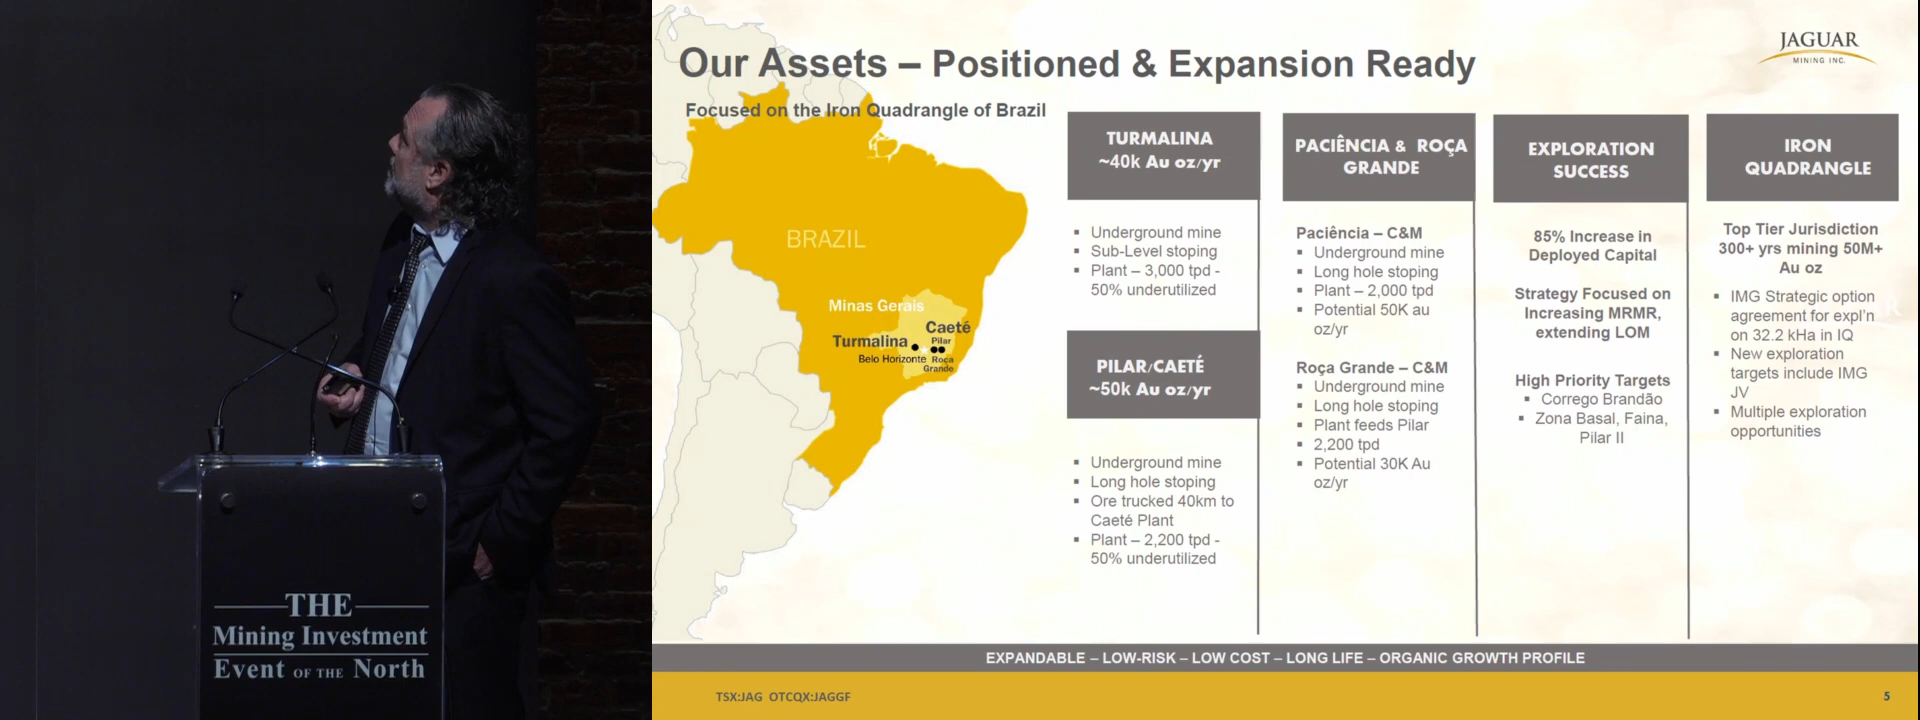 THE
Mining Investment
Event OF THE North
Our Assets – Positioned & Expansion Ready
JAGUAR
MINING INC.
Focused on the Iron Quadrangle of Brazil
BRAZIL
Minas Gerais
Caeté
Turmalina
Pilar
Belo Horizonte
Roça
Grande
TURMALINA
~40k Au oz/yr
▪ Underground mine
▪ Sub-Level stoping
▪ Plant – 3,000 tpd -
50% underutilized
PILAR/CAETÉ
~50k Au oz/yr
▪ Underground mine
▪ Long hole stoping
▪ Ore trucked 40km to
Caeté Plant
▪ Plant – 2,200 tpd -
50% underutilized
PACIÊNCIA & ROÇA
GRANDE
Paciência – C&M
▪ Underground mine
▪ Long hole stoping
▪ Plant – 2,000 tpd
▪ Potential 50K au
oz/yr
Roça Grande – C&M
▪ Underground mine
▪ Long hole stoping
▪ Plant feeds Pilar
▪ 2,200 tpd
▪ Potential 30K Au
oz/yr
EXPLORATION
SUCCESS
85% Increase in
Deployed Capital
Strategy Focused on
Increasing MRMR,
extending LOM
High Priority Targets
▪ Corrego Brandão
▪ Zona Basal, Faina,
Pilar II
IRON
QUADRANGLE
Top Tier Jurisdiction
300+ yrs mining 50M+
Au oz
▪ IMG Strategic option
agreement for expl'n
on 32.2 kHa in IQ
▪ New exploration
targets include IMG
JV
▪ Multiple exploration
opportunities
EXPANDABLE – LOW-RISK – LOW COST – LONG LIFE – ORGANIC GROWTH PROFILE
TSX:JAG OTCQX:JAGGF
5